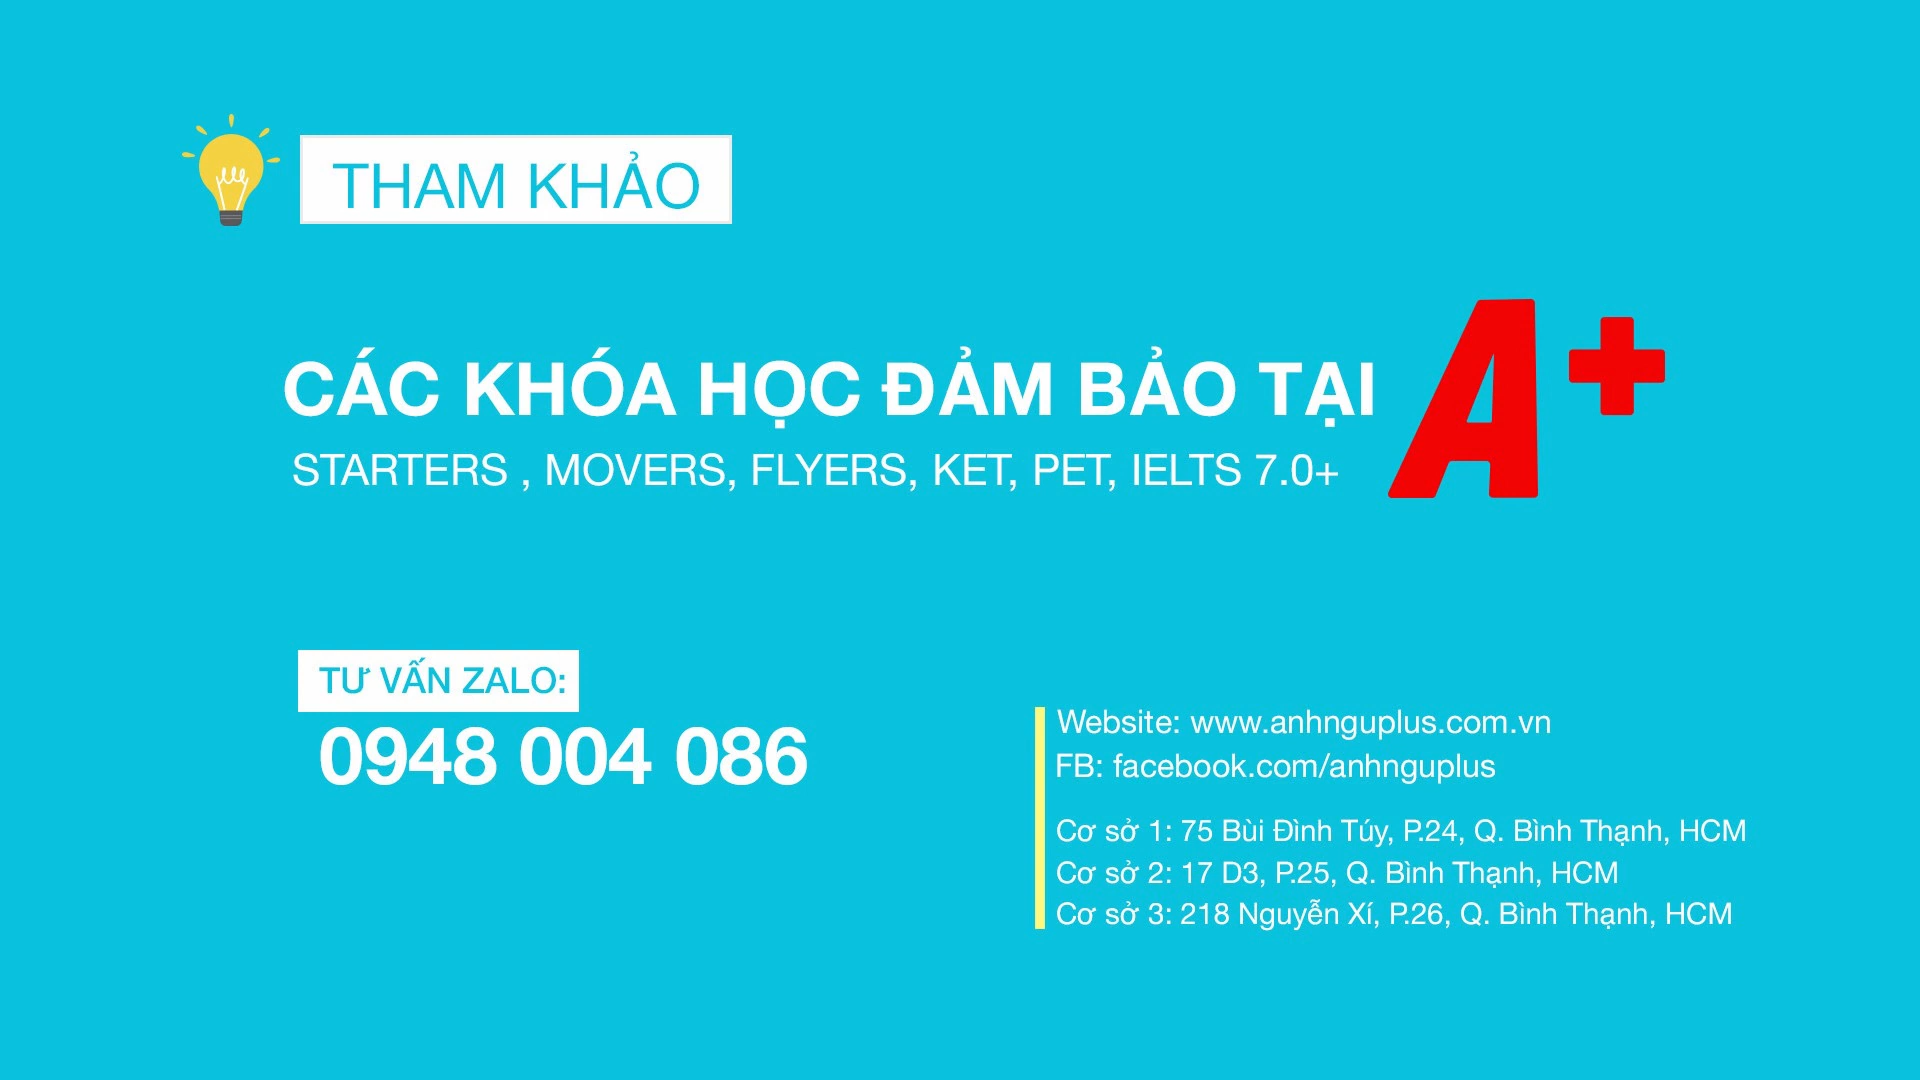 THAM KHẢO
CÁC KHÓA HỌC ĐẢM BẢO TẠI A+
STARTERS , MOVERS, FLYERS, KET, PET, IELTS 7.0+
TƯ VẤN ZALO:
0948 004 086
Website: www.anhnguplus.com.vn
FB: facebook.com/anhnguplus
Cơ sở 1: 75 Bùi Đình Túy, P.24, Q. Bình Thạnh, HCM
Cơ sở 2: 17 D3, P.25, Q. Bình Thạnh, HCM
Cơ sở 3: 218 Nguyễn Xí, P.26, Q. Bình Thạnh, HCM